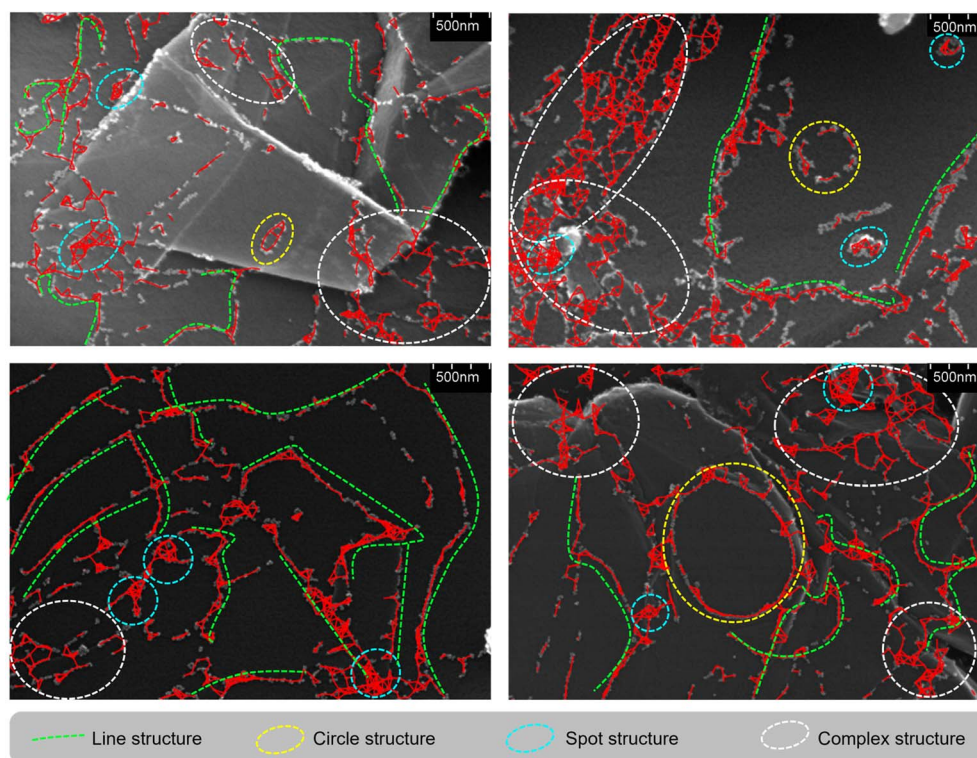 500nm
500nm
500nm
500nm
Line structure
Circle structure
Spot structure
Complex structure